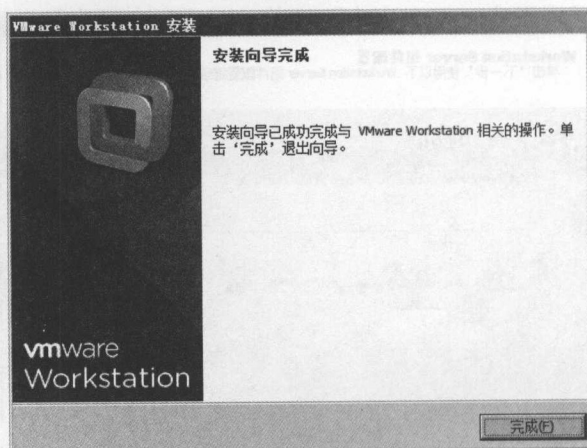 VMware Workstation 安装
安装向导完成
安装向导已成功完成与 VMware Workstation 相关的操作。单
击‘完成’退出向导。
vmware
Workstation
完成(F)